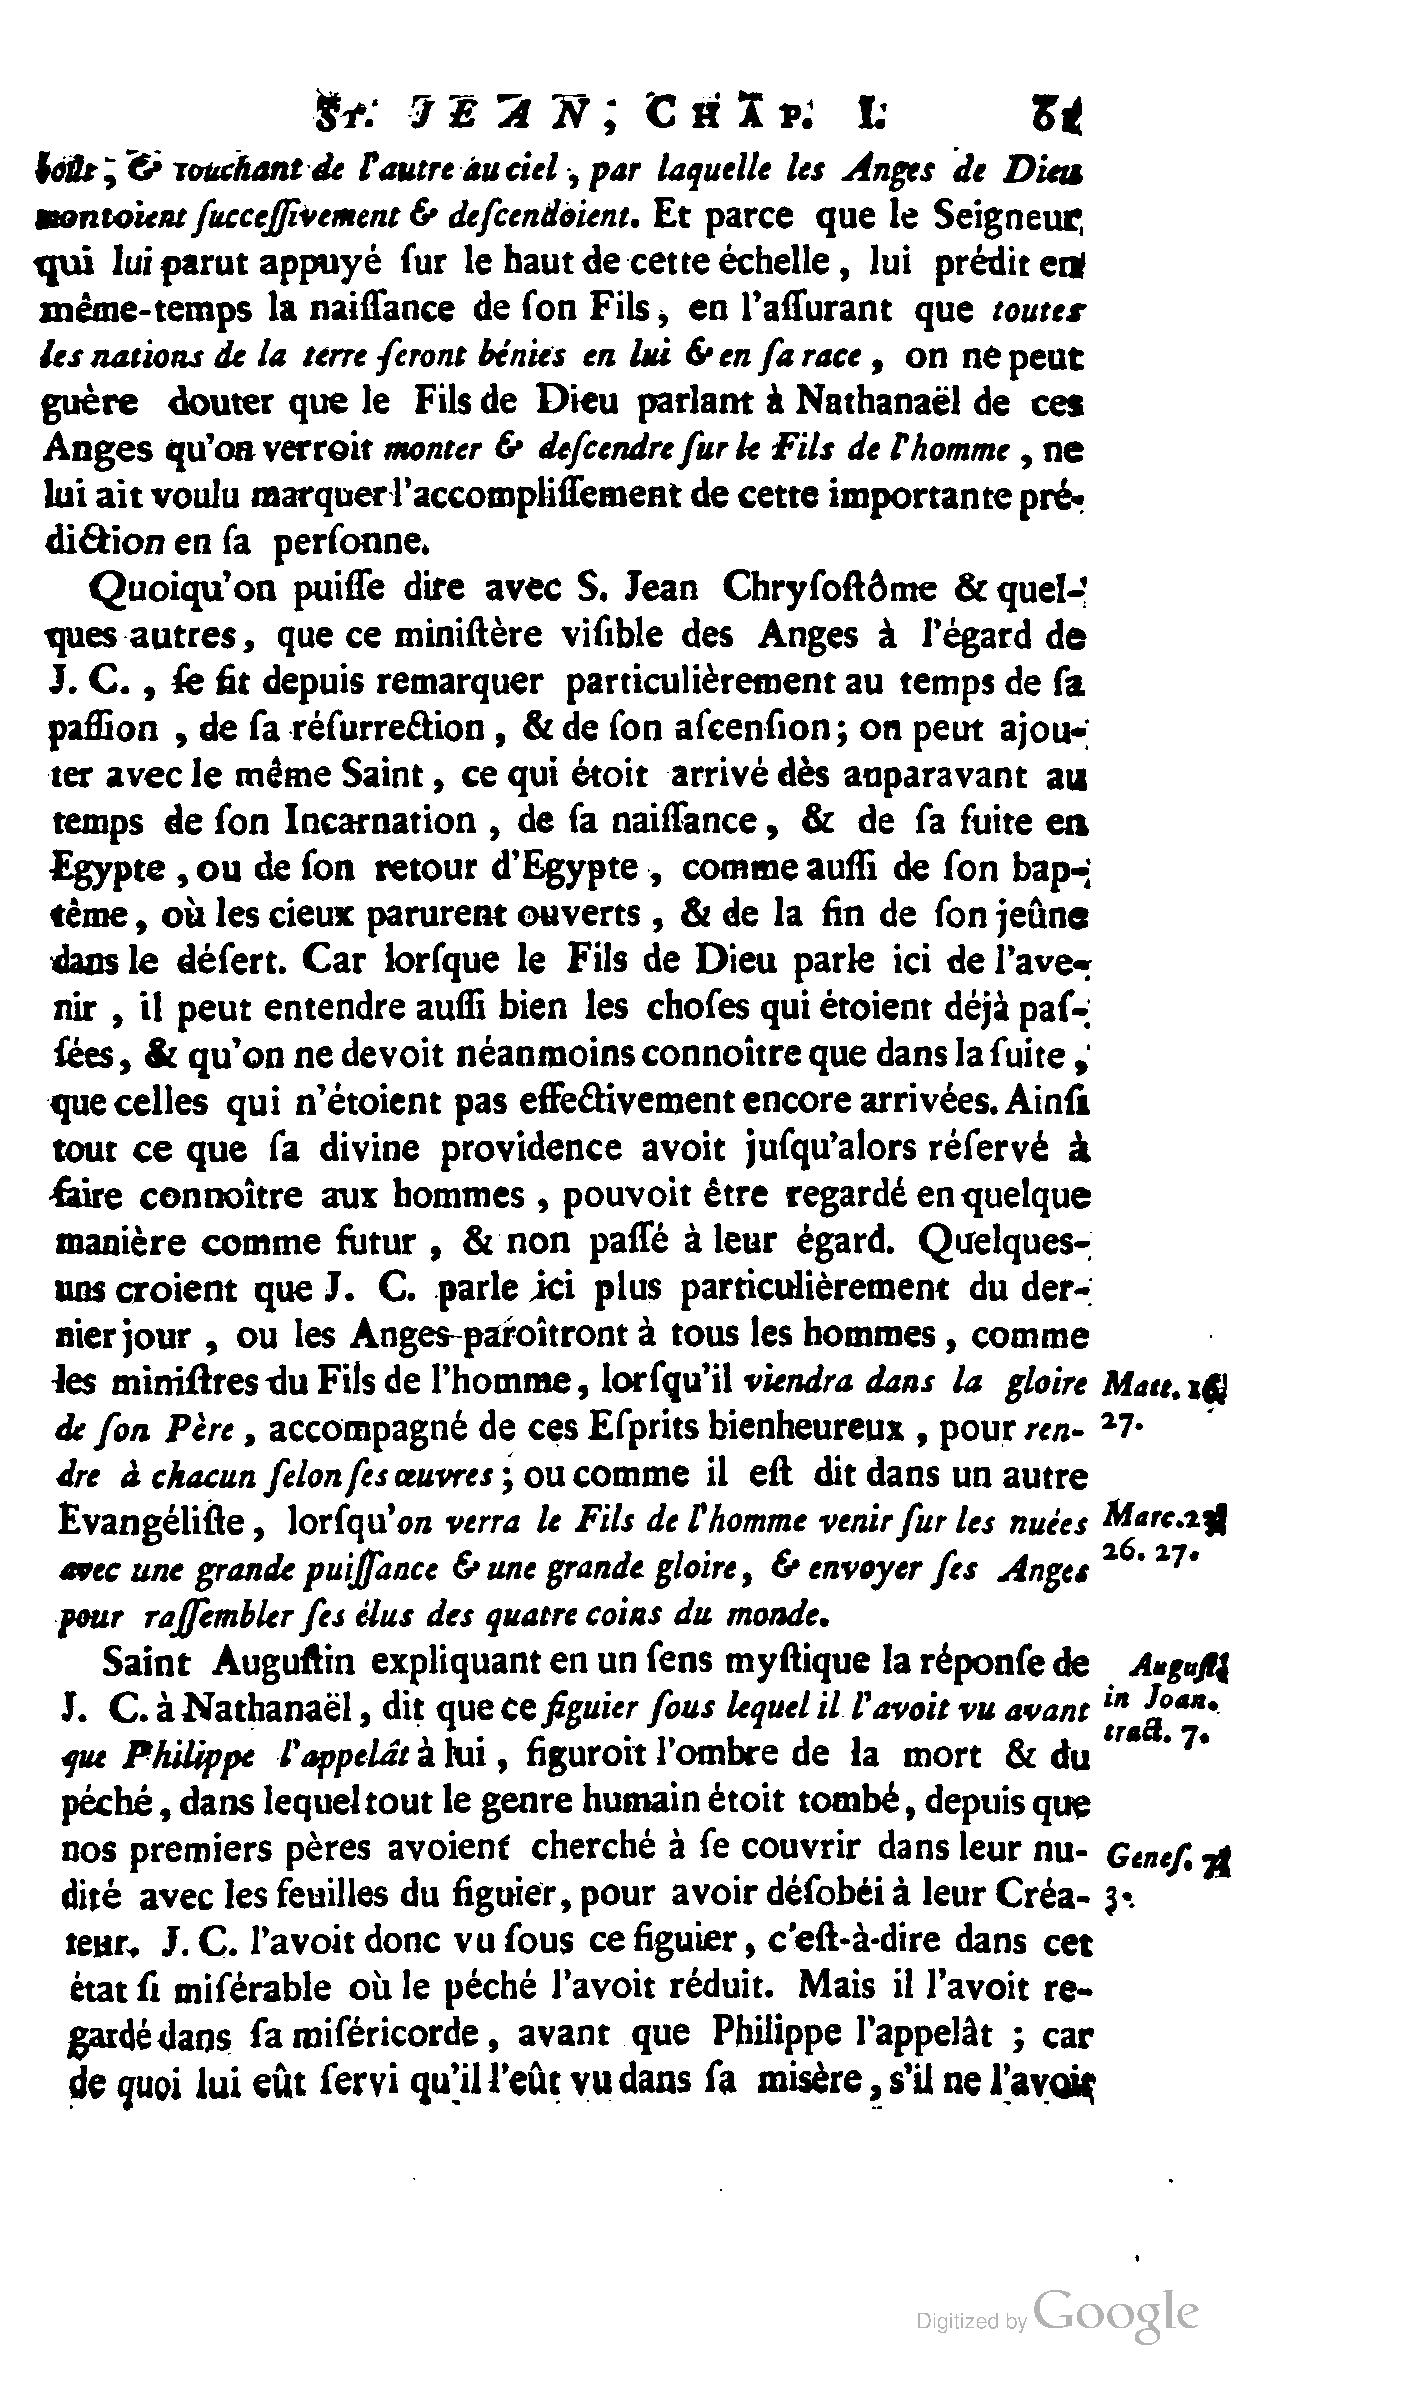 St. JEAN, CHAP. I.
& touchant de l'autre au ciel, par laquelle les Anges de Dieu
montoient ſucceſſivement & deſcendoient. Et parce que le Seigneur,
qui lui parut appuyé ſur le haut de cette échelle, lui prédit en
même-temps la naiſſance de ſon Fils, en l'aſſurant que toutes
les nations de la terre ſeront bénies en lui & en ſa race, on ne peut
guère douter que le Fils de Dieu parlant à Nathanaël de ces
Anges qu'on verroit monter & deſcendre ſur le Fils de l'homme, ne
lui ait voulu marquer l'accompliſſement de cette importante pré-
diction en ſa perſonne.
Quoiqu'on puiſſe dire avec S. Jean Chryſoſtôme & quel-
ques autres, que ce miniſtère viſible des Anges à l'égard de
J. C., ſe fit depuis remarquer particulièrement au temps de ſa
paſſion, de ſa réſurrection, & de ſon aſcenſion; on peut ajou-
ter avec le même Saint, ce qui étoit arrivé dès auparavant au
temps de ſon Incarnation, de ſa naiſſance, & de ſa fuite en
Egypte, ou de ſon retour d'Egypte, comme auſſi de ſon bap-
tême, où les cieux parurent ouverts, & de la fin de ſon jeûne
dans le déſert. Car lorſque le Fils de Dieu parle ici de l'ave-
nir, il peut entendre auſſi bien les choſes qui étoient déjà paſ-
ſées, & qu'on ne devoit néanmoins connoître que dans la ſuite,
que celles qui n'étoient pas effectivement encore arrivées. Ainſi
tout ce que ſa divine providence avoit juſqu'alors réſervé à
faire connoître aux hommes, pouvoit être regardé en quelque
manière comme futur, & non paſſé à leur égard. Quelques-
uns croient que J. C. parle ici plus particulièrement du der-
nier jour, ou les Anges paroîtront à tous les hommes, comme
les miniſtres du Fils de l'homme, lorſqu'il viendra dans la gloire Matt. 16
de ſon Père, accompagné de ces Eſprits bienheureux, pour ren- 27.
dre à chacun ſelon ſes œuvres; ou comme il eſt dit dans un autre
Evangéliſte, lorſqu'on verra le Fils de l'homme venir ſur les nuées Marc.
avec une grande puiſſance & une grande gloire, & envoyer ſes Anges 26. 27.
pour raſſembler ſes élus des quatre coins du monde.
Saint Auguſtin expliquant en un ſens myſtique la réponſe de Auguſt.
J. C. à Nathanaël, dit que ce figuier ſous lequel il l'avoit vu avant in Joan.
que Philippe l'appelât à lui, figuroit l'ombre de la mort & du tract. 7.
péché, dans lequel tout le genre humain étoit tombé, depuis que
nos premiers pères avoient cherché à ſe couvrir dans leur nu- Geneſ.
dité avec les feuilles du figuier, pour avoir déſobéi à leur Créa- 3.
teur. J. C. l'avoit donc vu ſous ce figuier, c'eſt-à-dire dans cet
état ſi miſérable où le péché l'avoit réduit. Mais il l'avoit re-
gardé dans ſa miſéricorde, avant que Philippe l'appelât; car
de quoi lui eût ſervi qu'il l'eût vu dans ſa misère, s'il ne l'avoit
Digitized by Google